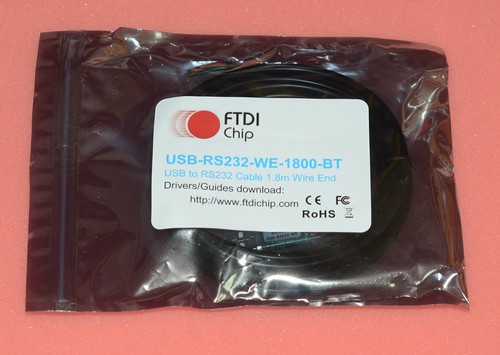 FTDI
Chip
USB-RS232-WE-1800-BT
USB to RS232 Cable 1.8m Wire End
Drivers/Guides download:
http://www.ftdichip.com
CE FC
RoHS